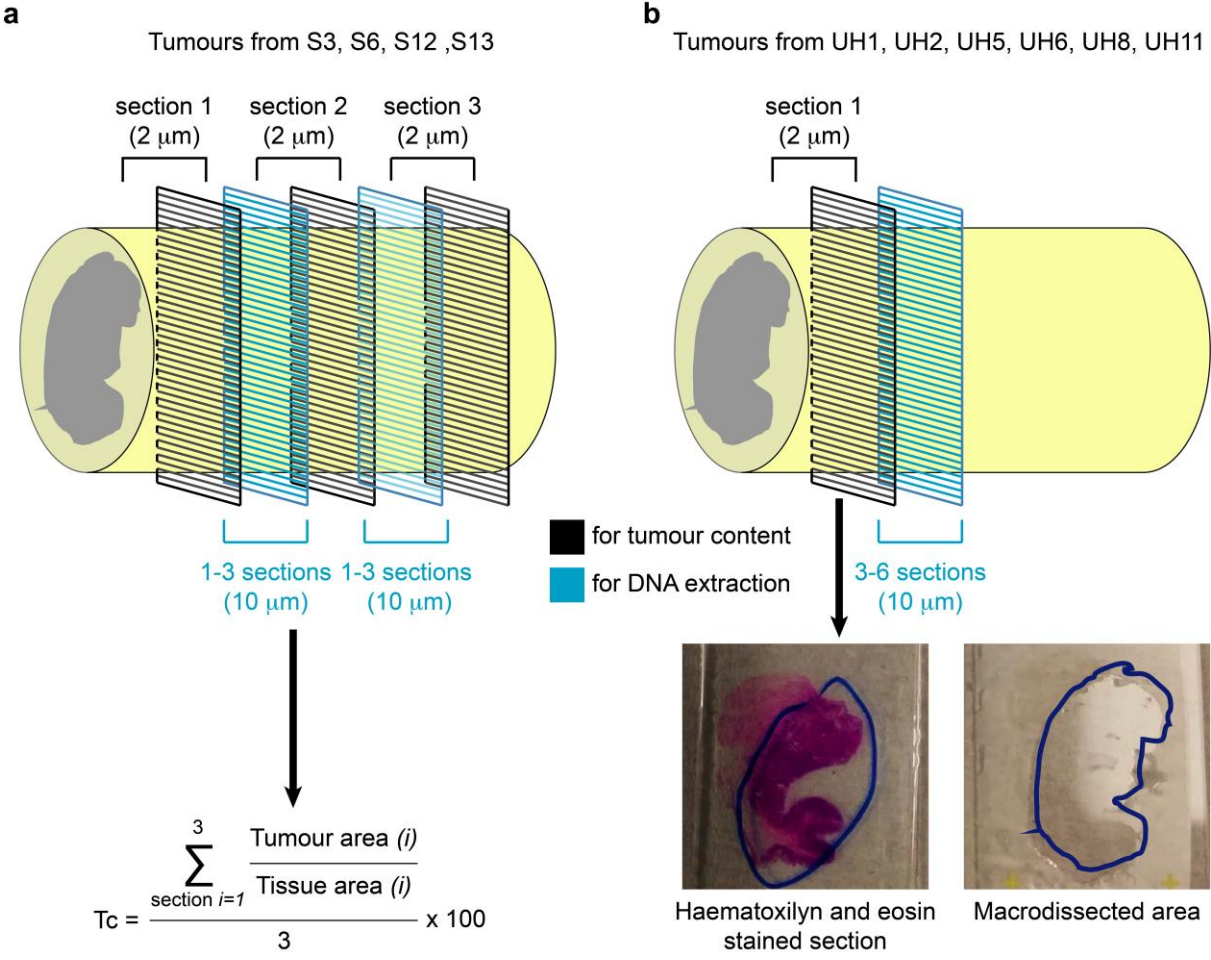 a
Tumours from S3, S6, S12 ,S13
section 1
(2 μm)
section 2
(2 μm)
section 3
(2 μm)
1-3 sections
(10 μm)
1-3 sections
(10 μm)
Tc =
3
∑
section i=1
Tumour area (i)
Tissue area (i)
3
x 100
for tumour content
for DNA extraction
b
Tumours from UH1, UH2, UH5, UH6, UH8, UH11
section 1
(2 μm)
3-6 sections
(10 μm)
Haematoxilyn and eosin
stained section
Macrodissected area